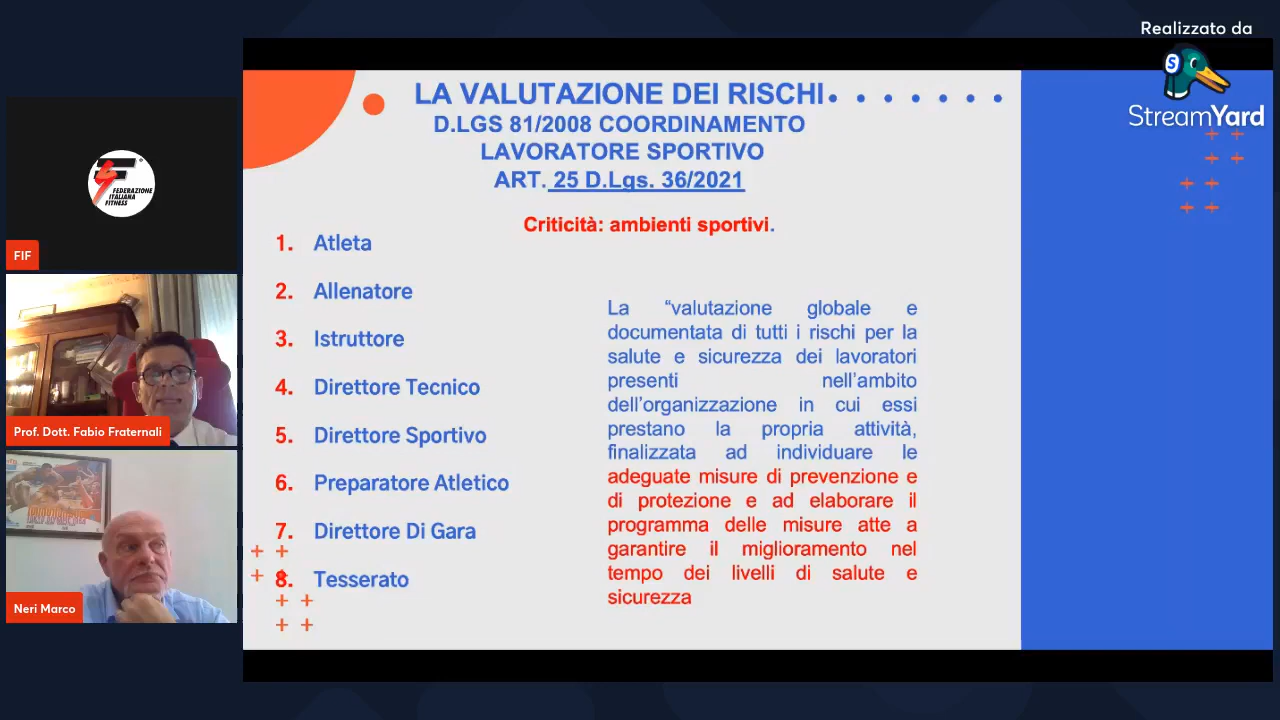 Realizzato da
StreamYard
FEDERAZIONE
ITALIANA
FITNESS
FIF
Prof. Dott. Fabio Fraternali
Neri Marco
LA VALUTAZIONE DEI RISCHI
D.LGS 81/2008 COORDINAMENTO
LAVORATORE SPORTIVO
ART. 25 D.Lgs. 36/2021
Criticità: ambienti sportivi.
1. Atleta
2. Allenatore
3. Istruttore
4. Direttore Tecnico
5. Direttore Sportivo
6. Preparatore Atletico
7. Direttore Di Gara
8. Tesserato
La “valutazione globale e
documentata di tutti i rischi per la
salute e sicurezza dei lavoratori
presenti nell’ambito
dell’organizzazione in cui essi
prestano la propria attività,
finalizzata ad individuare le
adeguate misure di prevenzione e
di protezione e ad elaborare il
programma delle misure atte a
garantire il miglioramento nel
tempo dei livelli di salute e
sicurezza